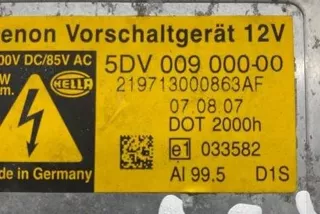 enon Vorschaltgerät 12V
00V DC/85V AC
5DV 009 000-00
W
HELLA
219713000863AF
m.
07.08.07
DOT 2000h
e1 033582
de in Germany
Al 99.5 D1S